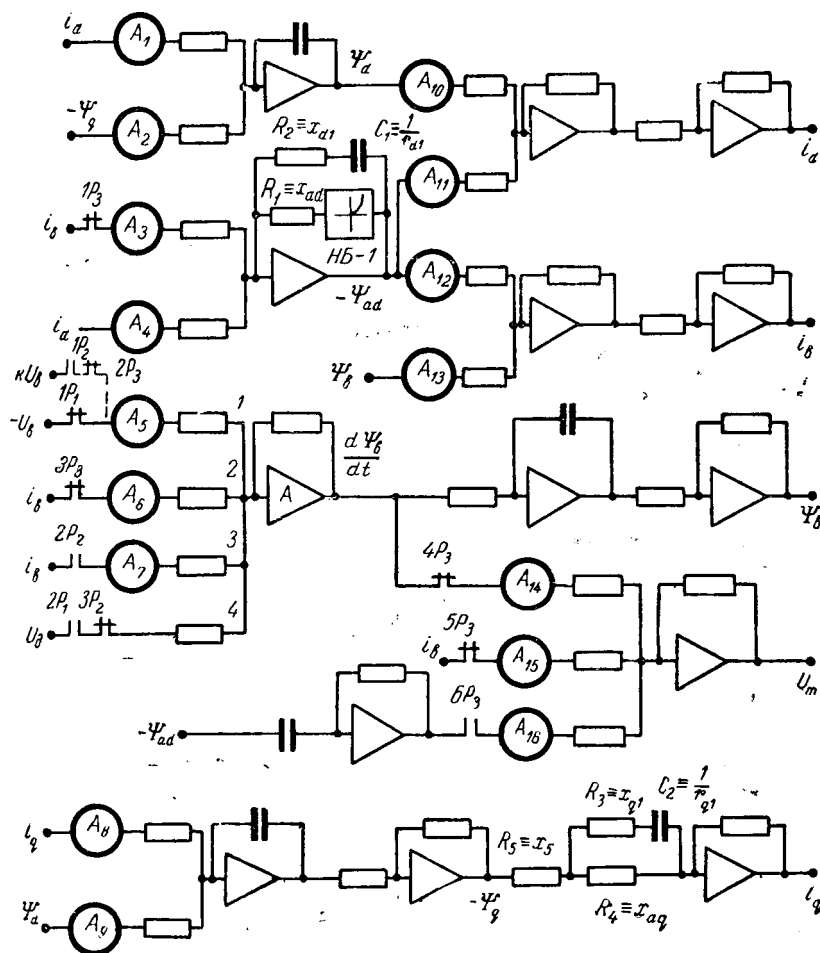 i_d
A_1
Ψ_d
A_10
-Ψ_q
A_2
R_2≡x_d1
C_1≡1/r_d1
i_d
1P_3
i_в
A_3
R_1≡x_ad
A_11
НБ-1
-Ψ_ad
A_12
i_d
A_4
i_в
Ψ_в
A_13
1P_2
кU_в
2P_3
1P_1
-U_в
A_5
1
dΨ_в/dt
3P_3
i_в
A_6
2
A
Ψ_в
2P_2
i_в
A_7
3
4P_3
A_14
2P_1
3P_2
4
U_д
5P_3
i_в
A_15
U_m
6P_3
-Ψ_ad
A_16
i_q
A_8
R_3≡x_q1
C_2≡1/r_q1
R_5≡x_5
-Ψ_q
Ψ_d
A_9
R_4≡x_aq
i_q